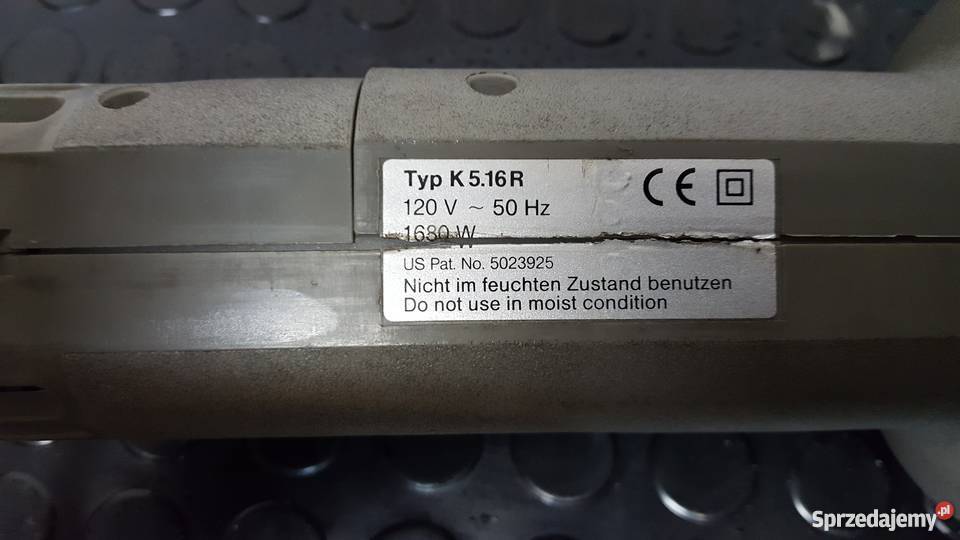 Typ K 5.16 R
120 V ~ 50 Hz
1680 W
US Pat. No. 5023925
Nicht im feuchten Zustand benutzen
Do not use in moist condition
CE
Sprzedajemy.pl